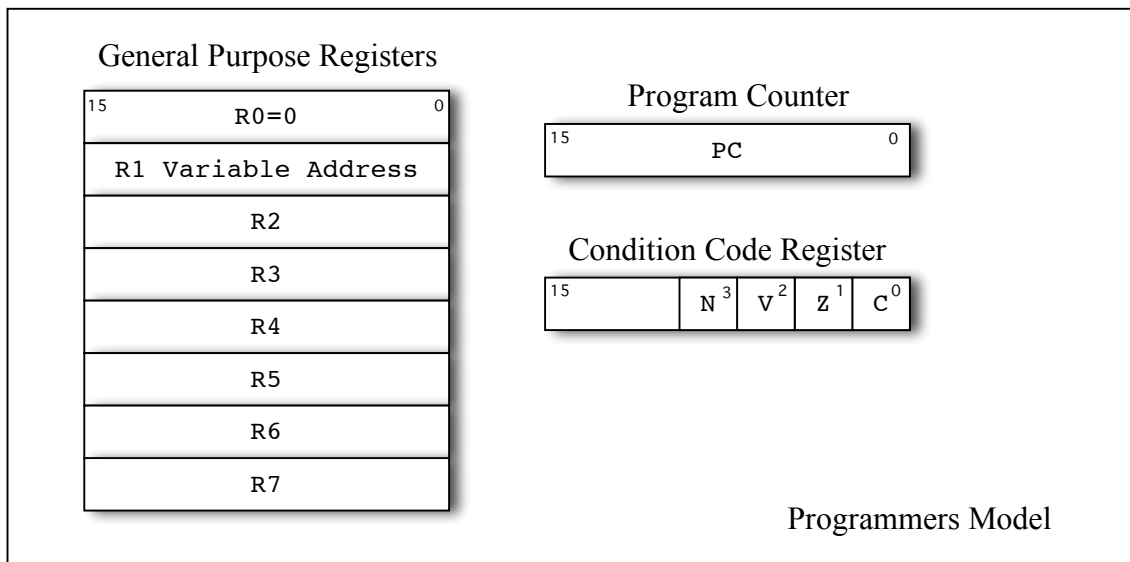 General Purpose Registers
15 0
R0=0
R1 Variable Address
R2
R3
R4
R5
R6
R7
Program Counter
15 0
PC
Condition Code Register
15 N 3 V 2 Z 1 C 0
Programmers Model